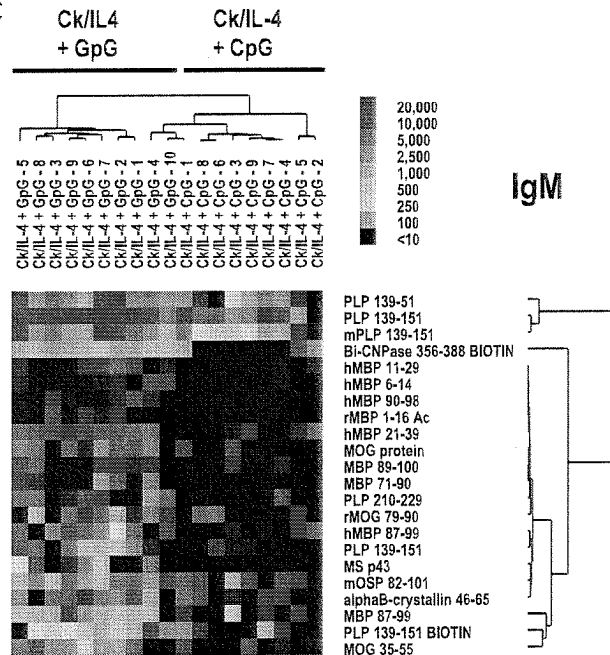 Ck/IL4
+ GpG
Ck/IL-4
+ CpG
Ck/IL-4 + GpG - 5
Ck/IL-4 + GpG - 8
Ck/IL-4 + GpG - 3
Ck/IL-4 + GpG - 9
Ck/IL-4 + GpG - 6
Ck/IL-4 + GpG - 7
Ck/IL-4 + GpG - 2
Ck/IL-4 + GpG - 1
Ck/IL-4 + GpG - 4
Ck/IL-4 + GpG - 10
Ck/IL-4 + CpG - 1
Ck/IL-4 + CpG - 8
Ck/IL-4 + CpG - 6
Ck/IL-4 + CpG - 3
Ck/IL-4 + CpG - 9
Ck/IL-4 + CpG - 7
Ck/IL-4 + CpG - 4
Ck/IL-4 + CpG - 5
Ck/IL-4 + CpG - 2
20,000
10,000
5,000
2,500
1,000
500
250
100
<10
IgM
PLP 139-51
PLP 139-151
mPLP 139-151
Bi-CNPase 356-388 BIOTIN
hMBP 11-29
hMBP 6-14
hMBP 90-98
rMBP 1-16 Ac
hMBP 21-39
MOG protein
MBP 89-100
MBP 71-90
PLP 210-229
rMOG 79-90
hMBP 87-99
PLP 139-151
MS p43
mOSP 82-101
alphaB-crystallin 46-65
MBP 87-99
PLP 139-151 BIOTIN
MOG 35-55